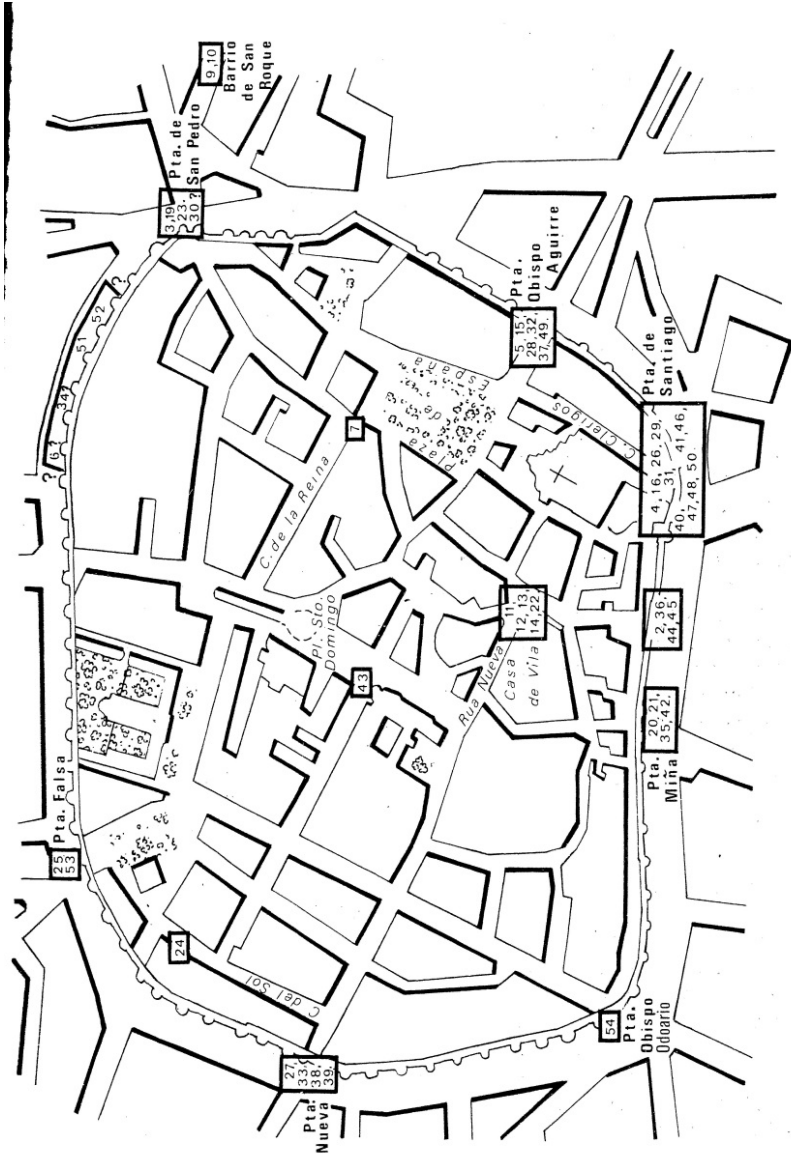 9,10
Barrio
de San
Roque
Pta. de
San Pedro
3,19
23.
30?
52
?
51
34?
6?
?
Pta.
Obispo
Aguirre
5,15,
28,32,
37,49.
Plaza
de
España
7
C. de la Reina
Pta. de
Santiago
C. Clerigos
4,16,26,29,
31,
40, 41,46,
47,48,50.
Pl. Sto.
Domingo
11,
12,13,
14,22,
Rua Nueva
Casa
de Vila
2,36,
44,45
43
20,21,
35,42.
Pta.
Miña
Pta. Falsa
25,
53
24
C del Sol
27,
33,
38,
39.
Pta.
Nueva
54
Pta.
Obispo
Odoario